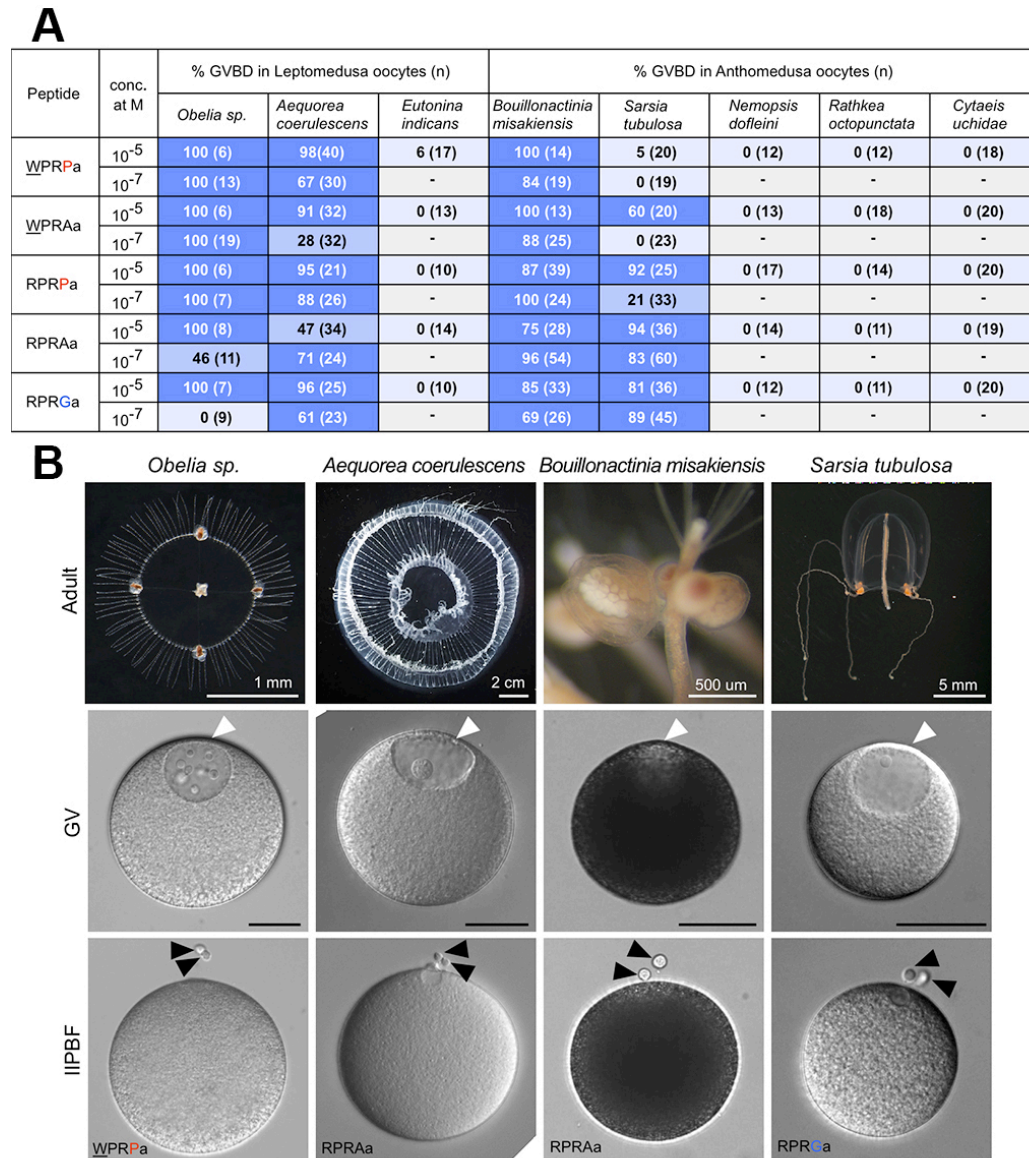 A
Peptide conc. at M % GVBD in Leptomedusa oocytes (n) % GVBD in Anthomedusa oocytes (n)
Obelia sp. Aequorea coerulescens Eutonina indicans Bouillonactinia misakiensis Sarsia tubulosa Nemopsis dofleini Rathkea octopunctata Cytaeis uchidae
WPRPa 10-5 100 (6) 98(40) 6 (17) 100 (14) 5 (20) 0 (12) 0 (12) 0 (18)
10-7 100 (13) 67 (30) - 84 (19) 0 (19) - - -
WPRAa 10-5 100 (6) 91 (32) 0 (13) 100 (13) 60 (20) 0 (13) 0 (18) 0 (20)
10-7 100 (19) 28 (32) - 88 (25) 0 (23) - - -
RPRPa 10-5 100 (6) 95 (21) 0 (10) 87 (39) 92 (25) 0 (17) 0 (14) 0 (20)
10-7 100 (7) 88 (26) - 100 (24) 21 (33) - - -
RPRAa 10-5 100 (8) 47 (34) 0 (14) 75 (28) 94 (36) 0 (14) 0 (11) 0 (19)
10-7 46 (11) 71 (24) - 96 (54) 83 (60) - - -
RPRGa 10-5 100 (7) 96 (25) 0 (10) 85 (33) 81 (36) 0 (12) 0 (11) 0 (20)
10-7 0 (9) 61 (23) - 69 (26) 89 (45) - - -
B
Obelia sp. Aequorea coerulescens Bouillonactinia misakiensis Sarsia tubulosa
Adult
1 mm 2 cm 500 um 5 mm
GV
IIPBF
WPRPa RPRAa RPRAa RPRGa